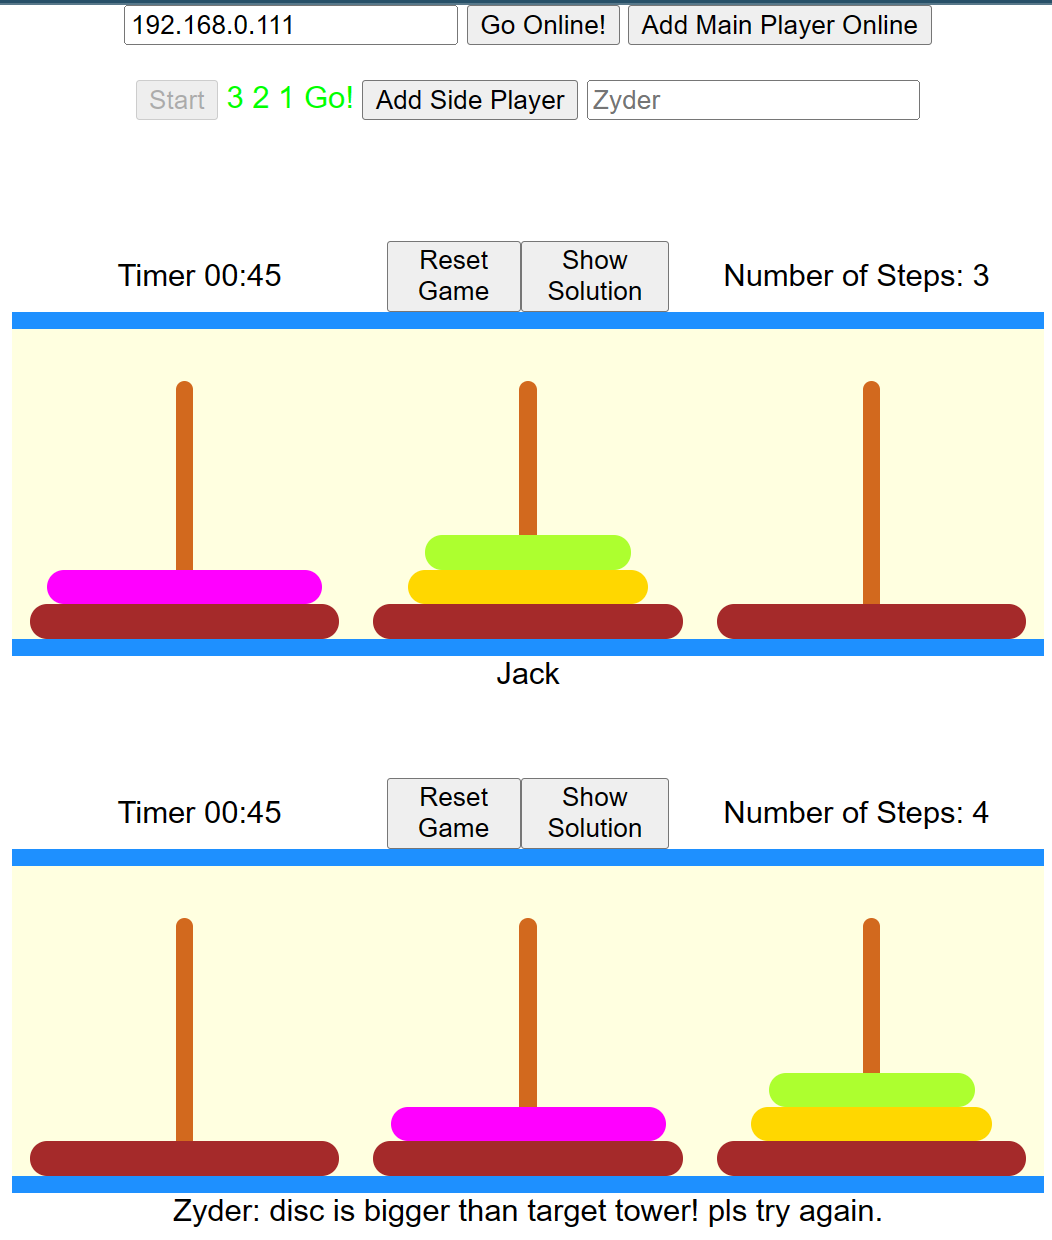 192.168.0.111 Go Online! Add Main Player Online
Start 3 2 1 Go! Add Side Player Zyder
Timer 00:45 Reset Game Show Solution Number of Steps: 3
Jack
Timer 00:45 Reset Game Show Solution Number of Steps: 4
Zyder: disc is bigger than target tower! pls try again.